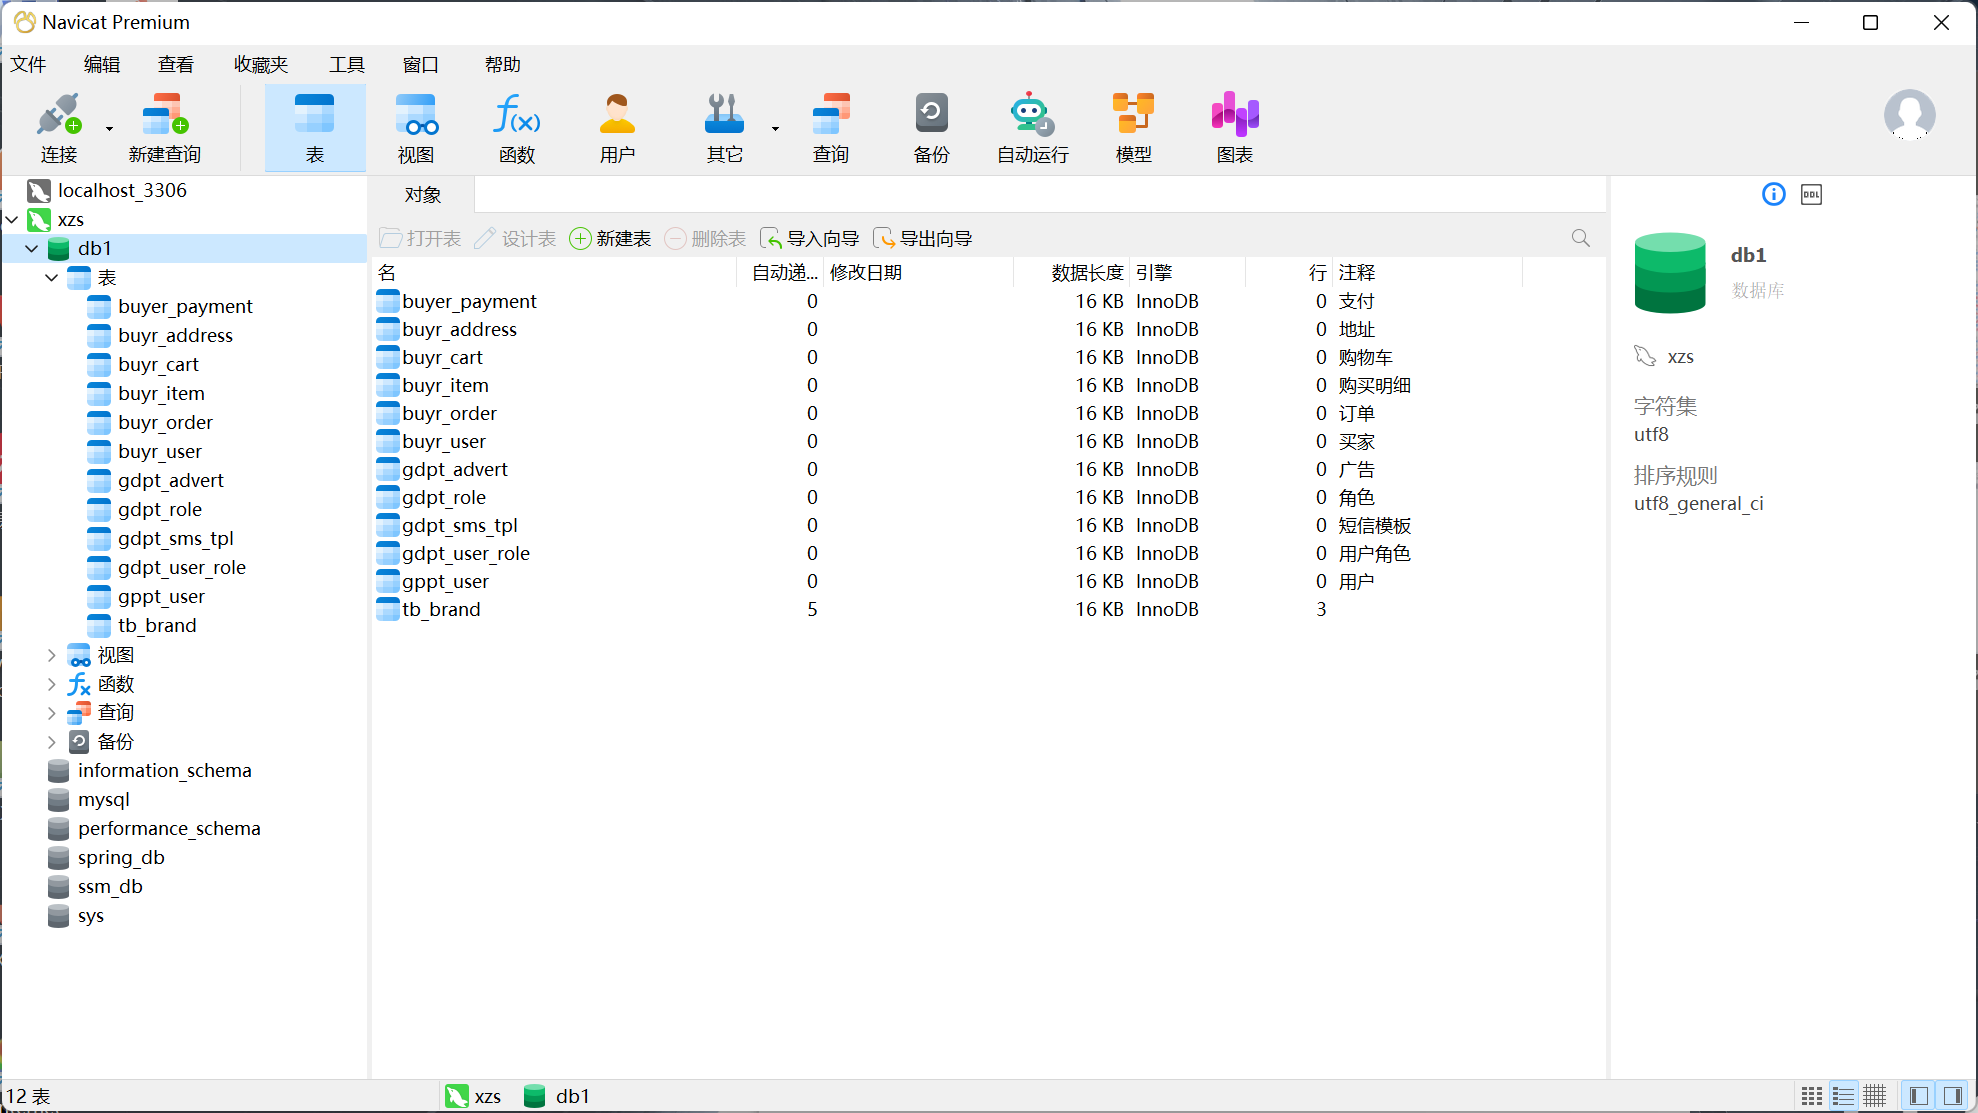 Navicat Premium
文件 编辑 查看 收藏夹 工具 窗口 帮助
连接 新建查询 表 视图 函数 用户 其它 查询 备份 自动运行 模型 图表
localhost_3306
xzs
db1
表
buyer_payment
buyr_address
buyr_cart
buyr_item
buyr_order
buyr_user
gdpt_advert
gdpt_role
gdpt_sms_tpl
gdpt_user_role
gppt_user
tb_brand
视图
函数
查询
备份
information_schema
mysql
performance_schema
spring_db
ssm_db
sys
对象
打开表 设计表 新建表 删除表 导入向导 导出向导
名 自动递... 修改日期 数据长度 引擎 行 注释
buyer_payment 0 16 KB InnoDB 0 支付
buyr_address 0 16 KB InnoDB 0 地址
buyr_cart 0 16 KB InnoDB 0 购物车
buyr_item 0 16 KB InnoDB 0 购买明细
buyr_order 0 16 KB InnoDB 0 订单
buyr_user 0 16 KB InnoDB 0 买家
gdpt_advert 0 16 KB InnoDB 0 广告
gdpt_role 0 16 KB InnoDB 0 角色
gdpt_sms_tpl 0 16 KB InnoDB 0 短信模板
gdpt_user_role 0 16 KB InnoDB 0 用户角色
gppt_user 0 16 KB InnoDB 0 用户
tb_brand 5 16 KB InnoDB 3
DDL
db1
数据库
xzs
字符集
utf8
排序规则
utf8_general_ci
12 表 xzs db1